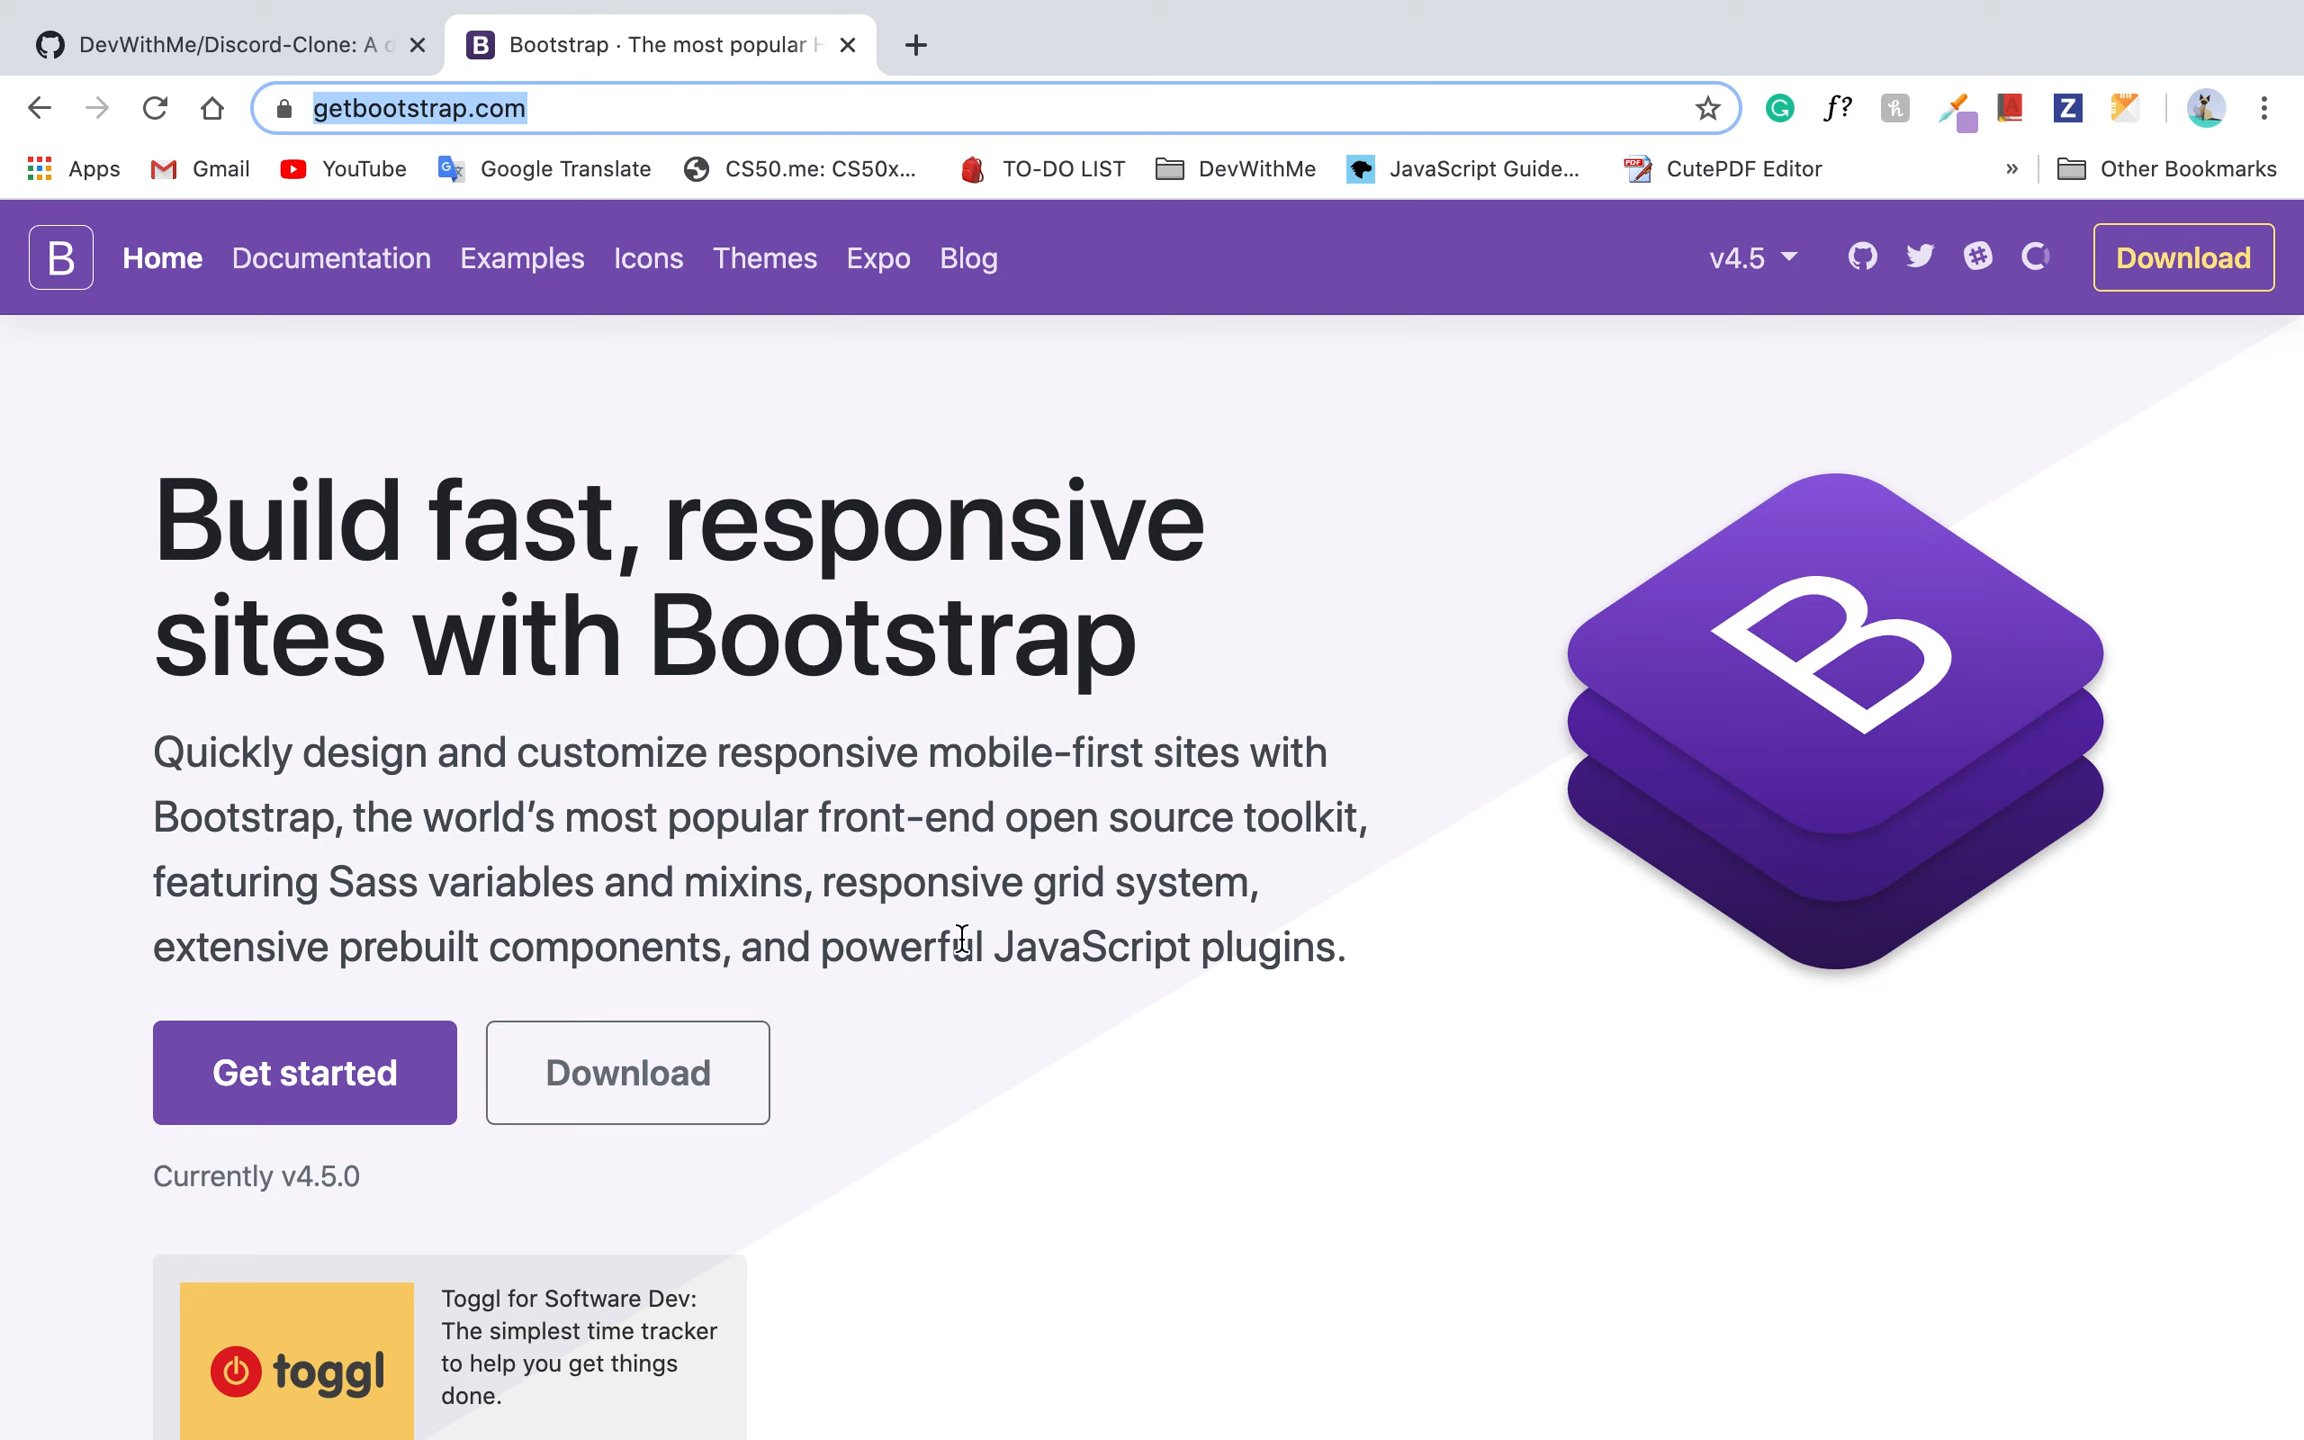 DevWithMe/Discord-Clone: A
Bootstrap · The most popular
getbootstrap.com
Apps Gmail YouTube Google Translate CS50.me: CS50x... TO-DO LIST DevWithMe JavaScript Guide... CutePDF Editor » Other Bookmarks
B Home Documentation Examples Icons Themes Expo Blog v4.5 Download
Build fast, responsive
sites with Bootstrap
Quickly design and customize responsive mobile-first sites with
Bootstrap, the world’s most popular front-end open source toolkit,
featuring Sass variables and mixins, responsive grid system,
extensive prebuilt components, and powerful JavaScript plugins.
B
Get started Download
Currently v4.5.0
toggl
Toggl for Software Dev:
The simplest time tracker
to help you get things
done.